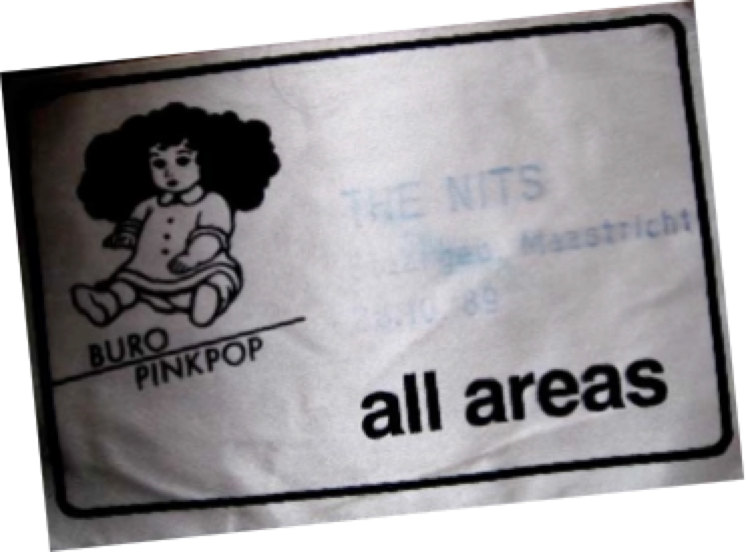 THE NITS
Maastricht
BURO
PINKPOP
all areas